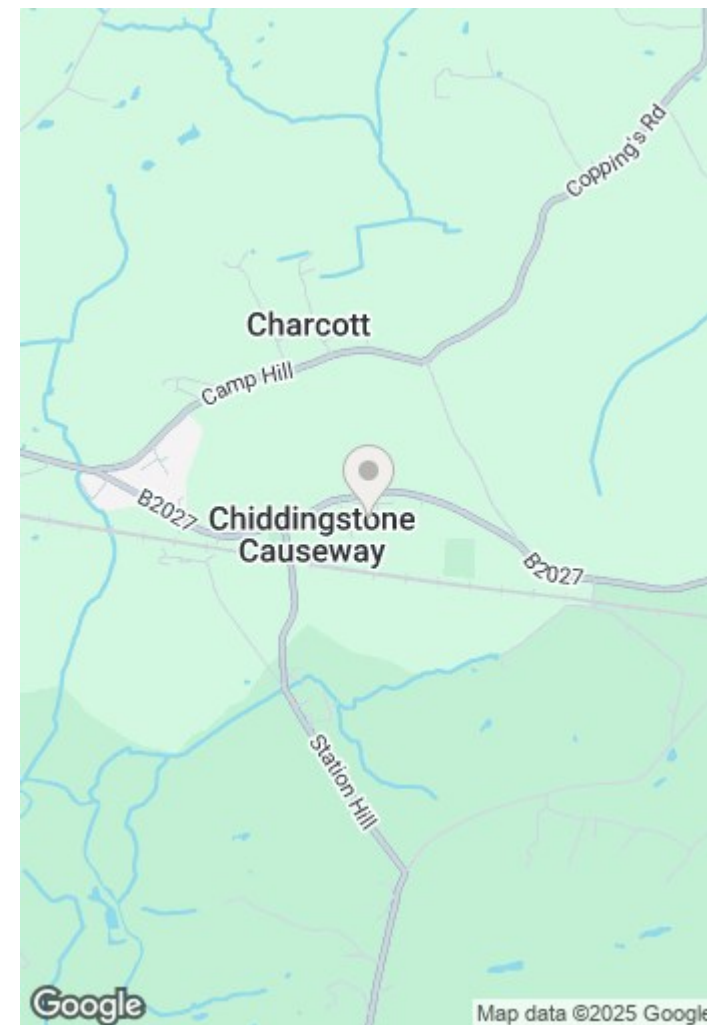 Copping's Rd
Charcott
Camp Hill
B2027
Chiddingstone
Causeway
B2027
Station Hill
Google
Map data ©2025 Google